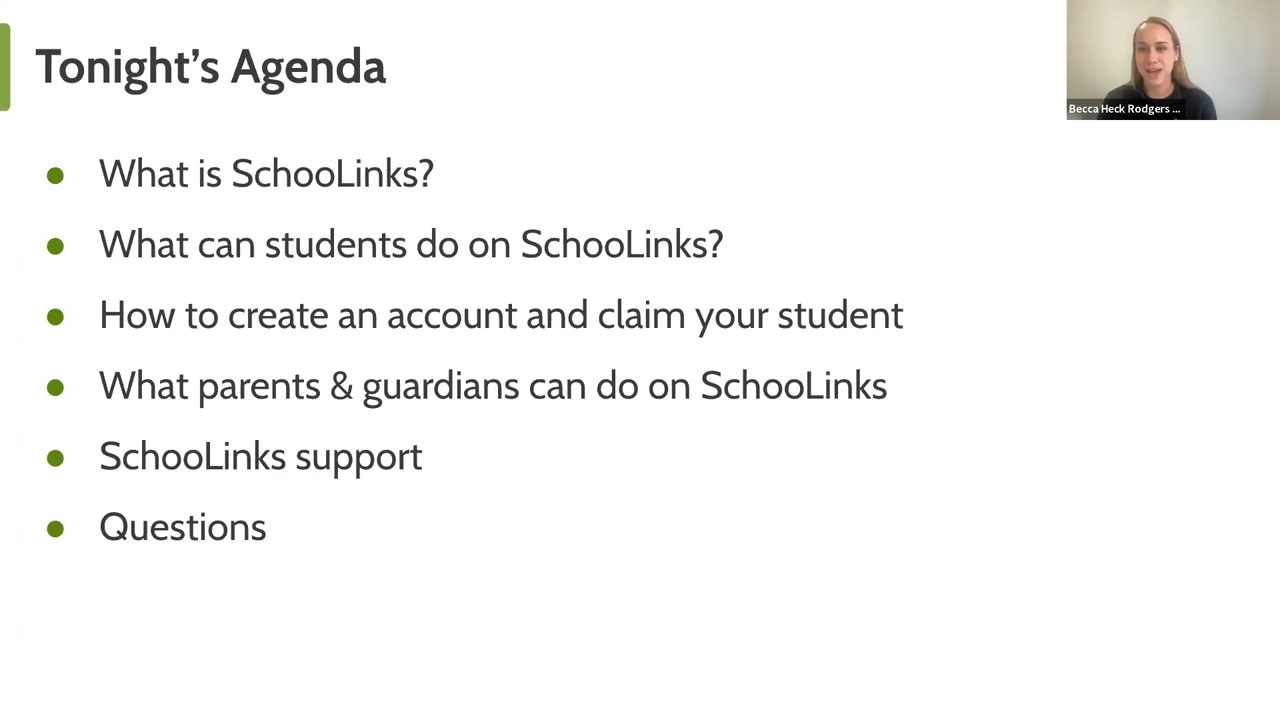 Tonight’s Agenda
Becca Heck Rodgers ...
● What is SchooLinks?
● What can students do on SchooLinks?
● How to create an account and claim your student
● What parents & guardians can do on SchooLinks
● SchooLinks support
● Questions